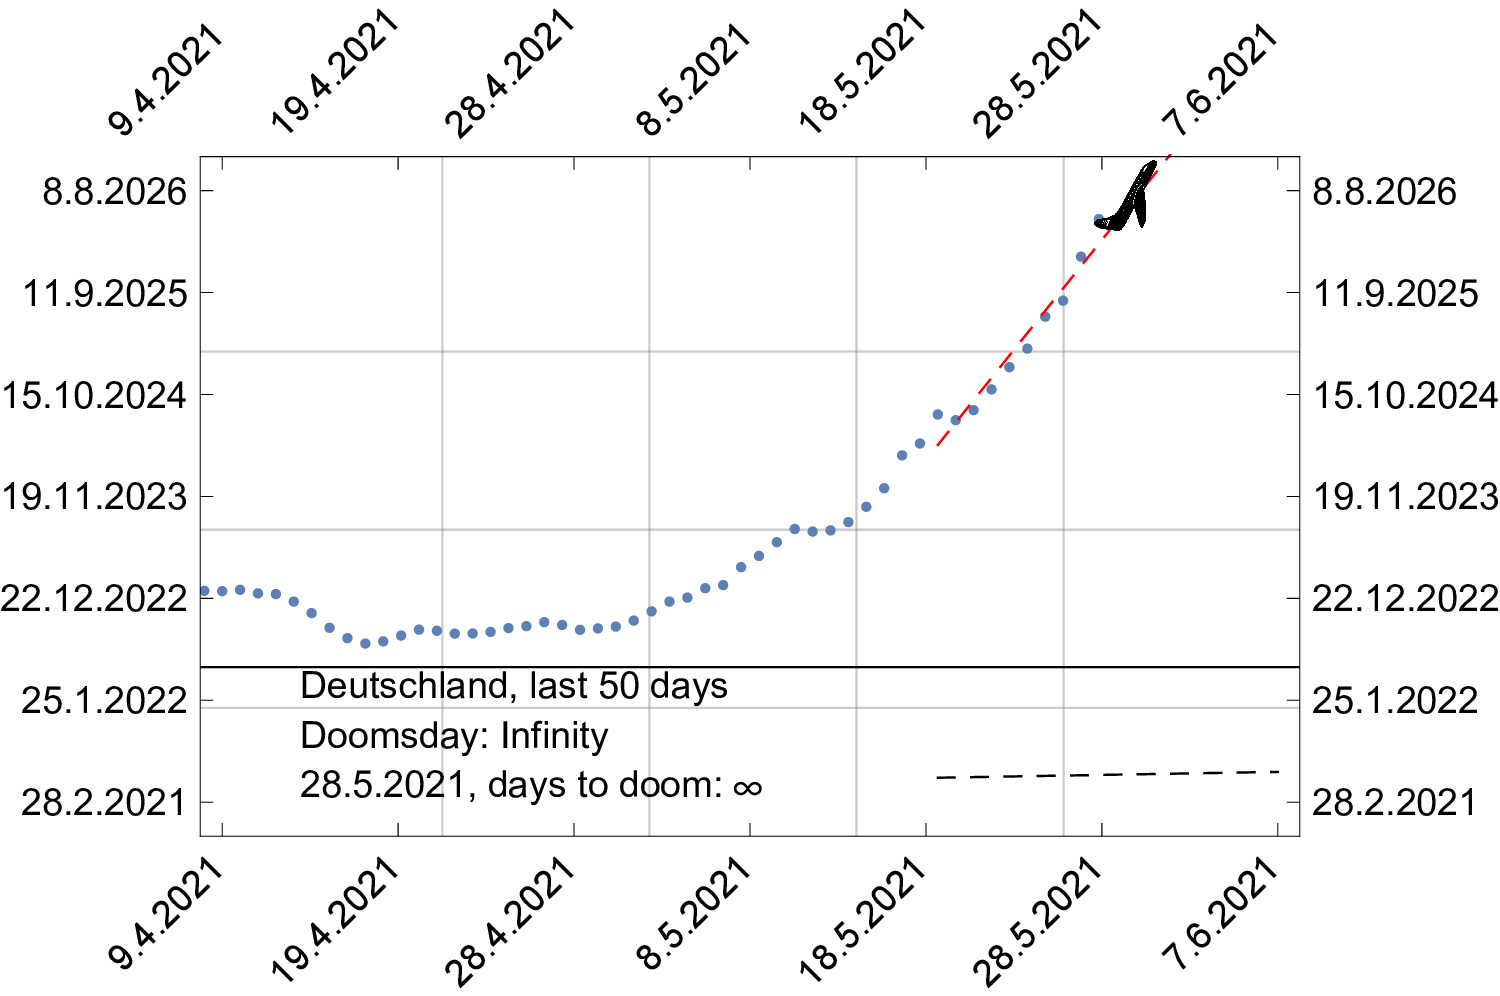 9.4.2021 19.4.2021 28.4.2021 8.5.2021 18.5.2021 28.5.2021 7.6.2021
8.8.2026 8.8.2026
11.9.2025 11.9.2025
15.10.2024 15.10.2024
19.11.2023 19.11.2023
22.12.2022 22.12.2022
Deutschland, last 50 days
25.1.2022 25.1.2022
Doomsday: Infinity
28.5.2021, days to doom: ∞
28.2.2021 28.2.2021
9.4.2021 19.4.2021 28.4.2021 8.5.2021 18.5.2021 28.5.2021 7.6.2021